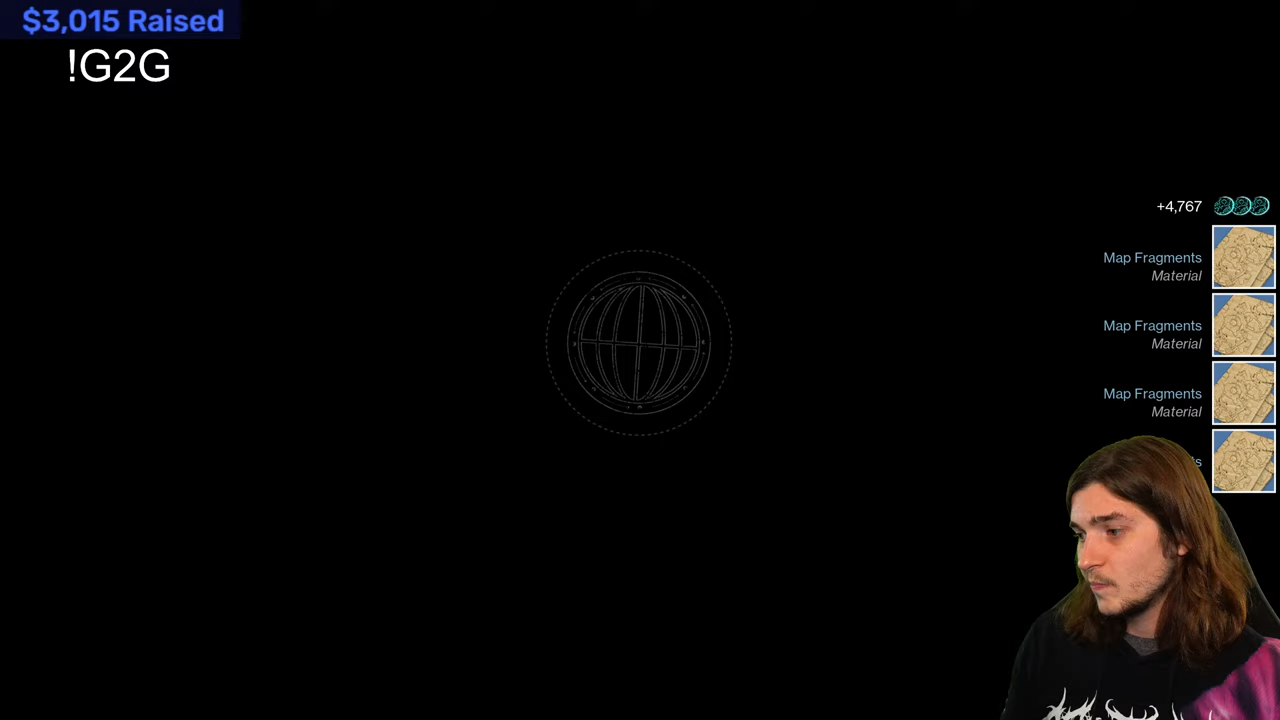 $3,015 Raised
!G2G
+4,767
Map Fragments
Material
Map Fragments
Material
Map Fragments
Material